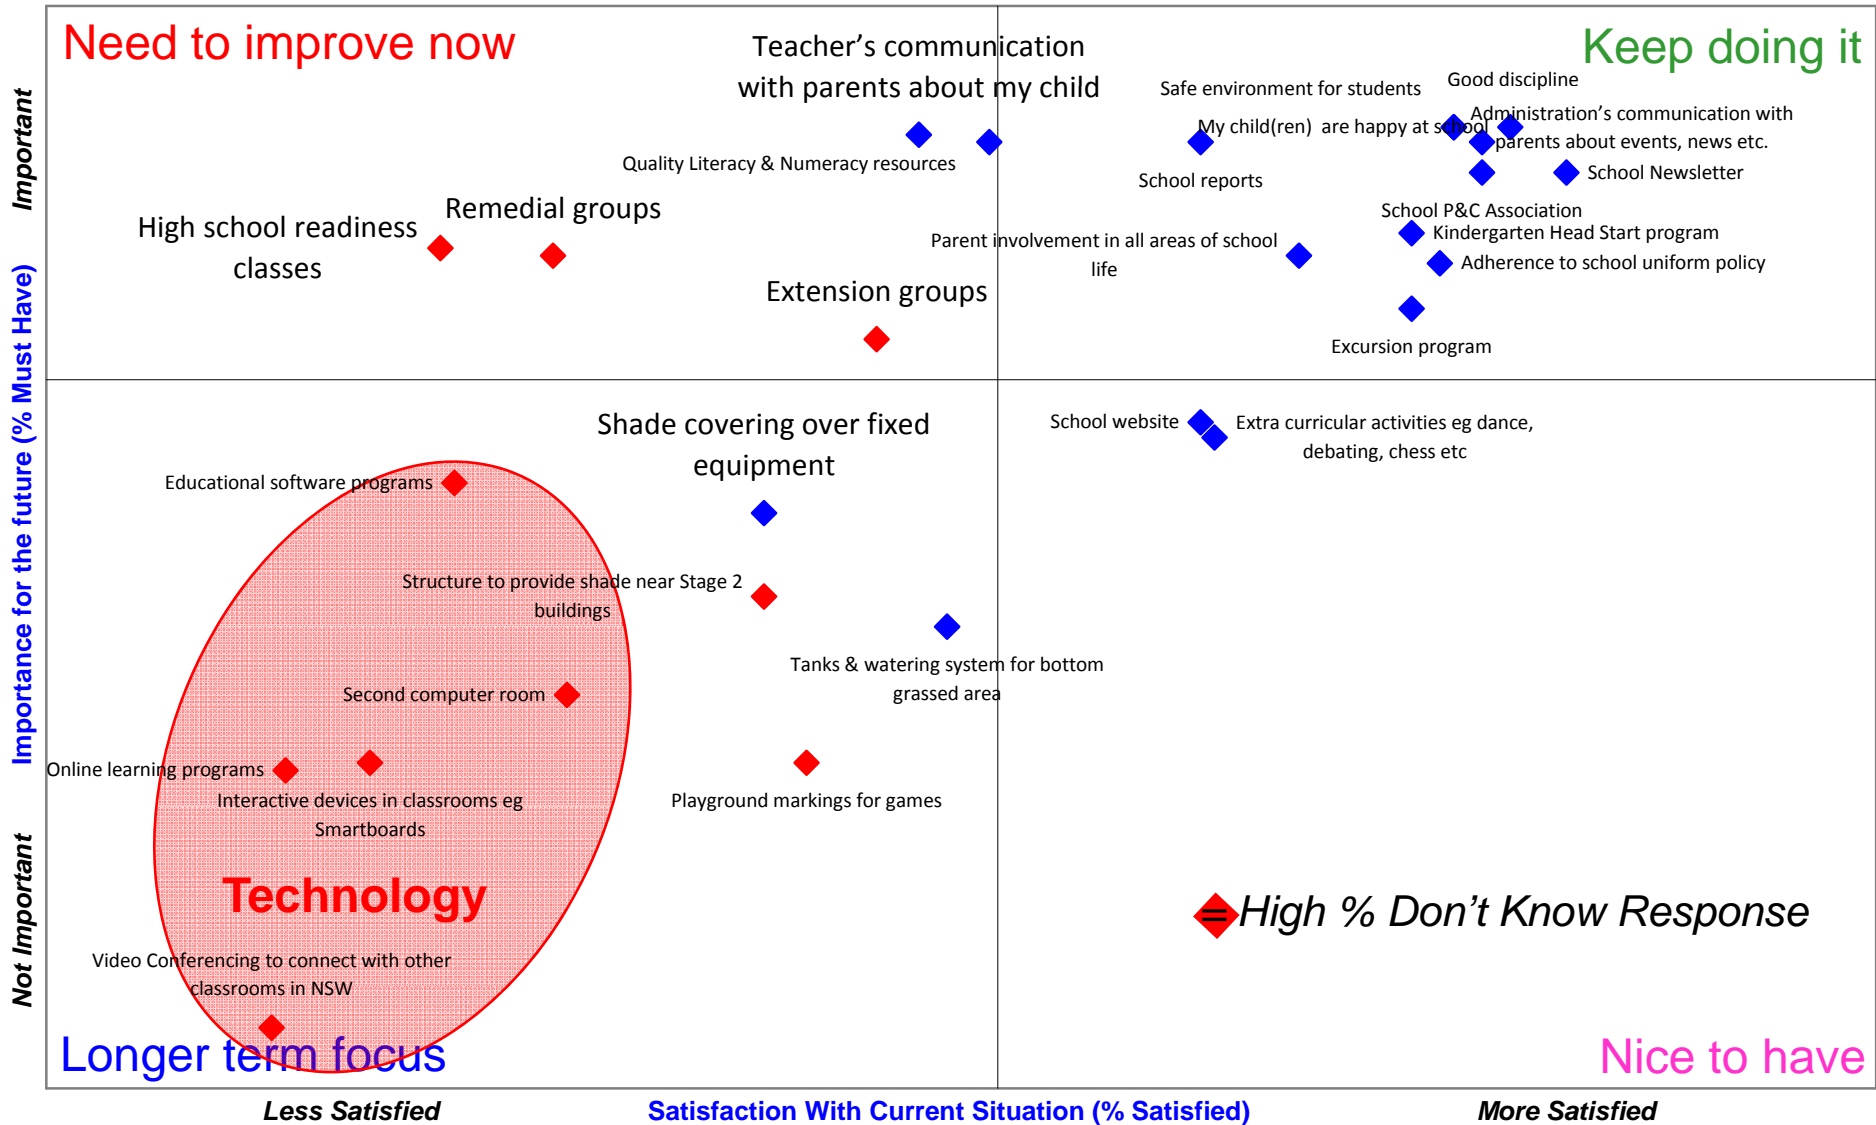 Need to improve now
Keep doing it
Teacher’s communication
with parents about my child
Good discipline
Safe environment for students
Administration’s communication with
parents about events, news etc.
My child(ren)  are happy at school
Quality Literacy & Numeracy resources
School reports
School Newsletter
Remedial groups
High school readiness
classes
School P&C Association
Kindergarten Head Start program
Parent involvement in all areas of school
life
Adherence to school uniform policy
Extension groups
Excursion program
Shade covering over fixed
equipment
School website
Extra curricular activities eg dance,
debating, chess etc
Educational software programs
Structure to provide shade near Stage 2
buildings
Tanks & watering system for bottom
grassed area
Second computer room
Online learning programs
Interactive devices in classrooms eg
Smartboards
Playground markings for games
Technology
= High % Don’t Know Response
Video Conferencing to connect with other
classrooms in NSW
Longer term focus
Nice to have
Important
Importance for the future (% Must Have)
Not Important
Less Satisfied
Satisfaction With Current Situation (% Satisfied)
More Satisfied